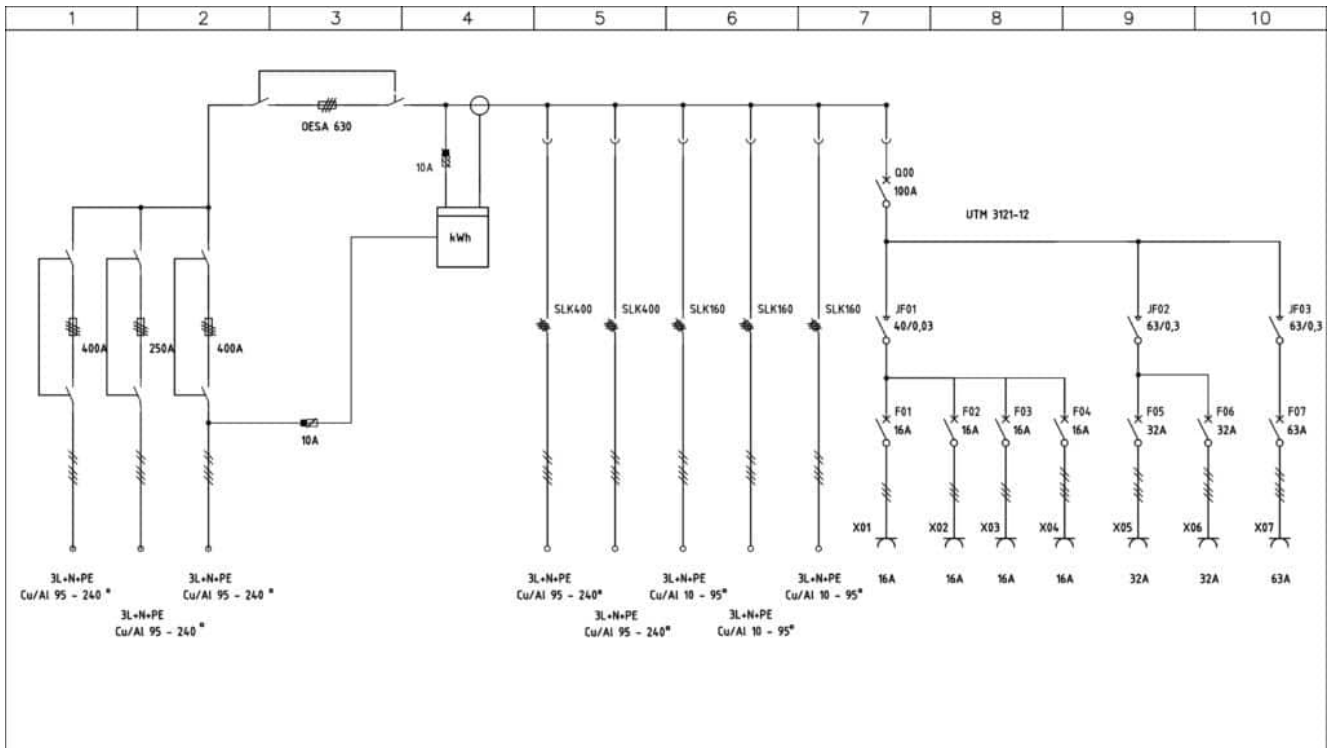 1 2 3 4 5 6 7 8 9 10
OESA 630
10A
Q00
100A
UTM 3121-12
kWh
SLK400 SLK400 SLK160 SLK160 SLK160
JF01
40/0,03
JF02
63/0,3
JF03
63/0,3
400A 250A 400A
F01
16A
F02
16A
F03
16A
F04
16A
F05
32A
F06
32A
F07
63A
10A
X01 X02 X03 X04 X05 X06 X07
16A 16A 16A 16A 32A 32A 63A
3L+N+PE
Cu/Al 95 - 240 ▫
3L+N+PE
Cu/Al 95 - 240 ▫
3L+N+PE
Cu/Al 95 - 240 ▫
3L+N+PE
Cu/Al 95 - 240▫
3L+N+PE
Cu/Al 95 - 240▫
3L+N+PE
Cu/Al 10 - 95▫
3L+N+PE
Cu/Al 10 - 95▫
3L+N+PE
Cu/Al 10 - 95▫